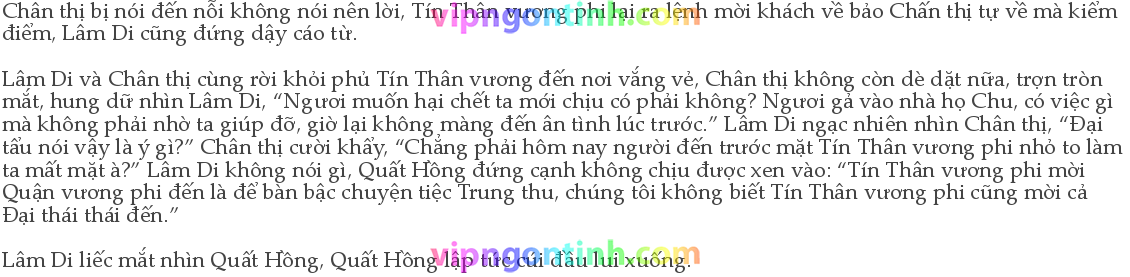 Chân thị bị nói đến nỗi không nói nên lời, Tín Thân vương phi lại ra lệnh mời khách về bảo Chấn thị tự về mà kiểm
điểm, Lâm Di cũng đứng dậy cáo từ.
Lâm Di và Chân thị cùng rời khỏi phủ Tín Thân vương đến nơi vắng vẻ, Chân thị không còn dè dặt nữa, trợn tròn
mắt, hung dữ nhìn Lâm Di, “Ngươi muốn hại chết ta mới chịu có phải không? Ngươi gả vào nhà họ Chu, có việc gì
mà không phải nhờ ta giúp đỡ, giờ lại không màng đến ân tình lúc trước.” Lâm Di ngạc nhiên nhìn Chân thị, “Đại
tẩu nói vậy là ý gì?” Chân thị cười khẩy, “Chẳng phải hôm nay người đến trước mặt Tín Thân vương phi nhỏ to làm
ta mất mặt à?” Lâm Di không nói gì, Quất Hồng đứng cạnh không chịu được xen vào: “Tín Thân vương phi mời
Quận vương phi đến là để bàn bậc chuyện tiệc Trung thu, chúng tôi không biết Tín Thân vương phi cũng mời cả
Đại thái thái đến.”
Lâm Di liếc mắt nhìn Quất Hồng, Quất Hồng lập tức cúi đầu lui xuống.
vipngontinh.com
vipngontinh.com